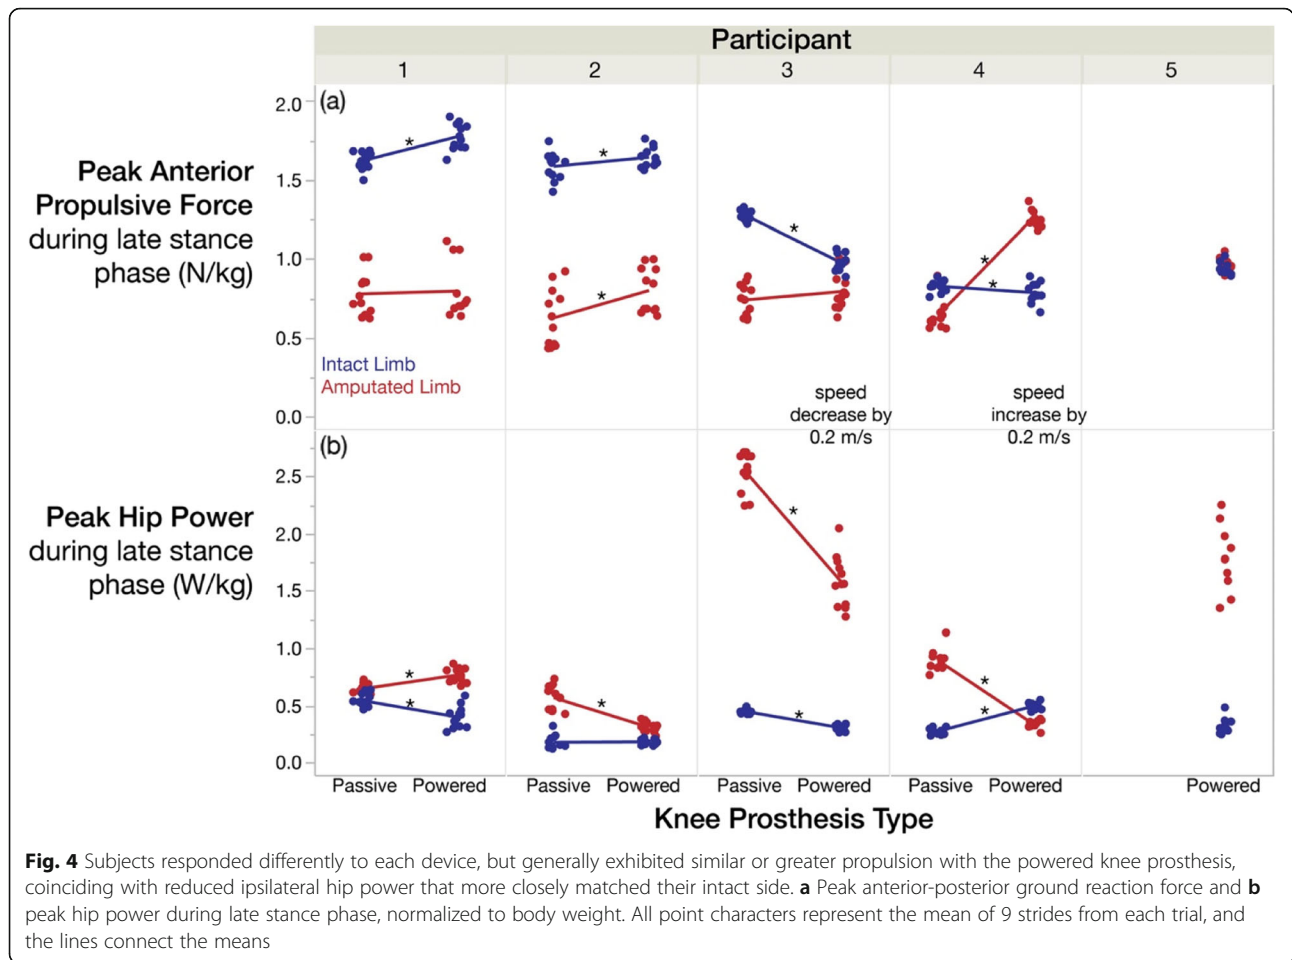 Participant
1 2 3 4 5
(a)
Peak Anterior
Propulsive Force
during late stance
phase (N/kg)
2.0
1.5
1.0
0.5
0.0
* * * * * *
Intact Limb
Amputated Limb
speed
decrease by
0.2 m/s
speed
increase by
0.2 m/s
(b)
Peak Hip Power
during late stance
phase (W/kg)
2.5
2.0
1.5
1.0
0.5
0.0
* * * * * * *
Passive Powered Passive Powered Passive Powered Passive Powered Powered
Knee Prosthesis Type
Fig. 4 Subjects responded differently to each device, but generally exhibited similar or greater propulsion with the powered knee prosthesis,
coinciding with reduced ipsilateral hip power that more closely matched their intact side. a Peak anterior-posterior ground reaction force and b
peak hip power during late stance phase, normalized to body weight. All point characters represent the mean of 9 strides from each trial, and
the lines connect the means